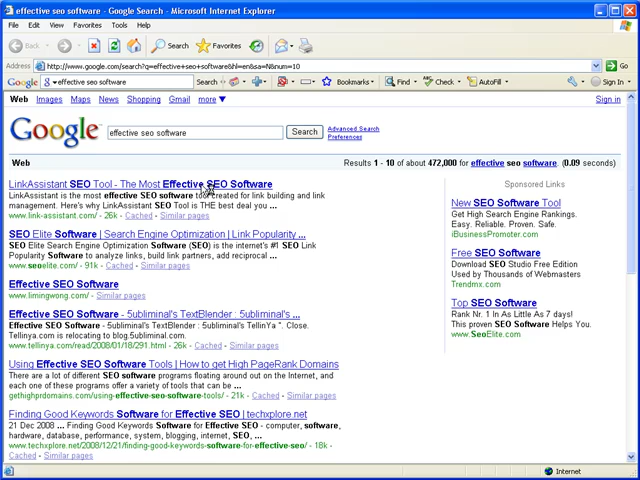 effective seo software - Google Search - Microsoft Internet Explorer
File Edit View Favorites Tools Help
Back Search Favorites
Address http://www.google.com/search?q=effective+seo+software&hl=en&sa=N&num=10 Go Links
Google effective seo software Search Bookmarks Find Check AutoFill Sign In
Web Images Maps News Shopping Gmail more ▼ Sign in
Google effective seo software Search Advanced Search
Preferences
Web Results 1 - 10 of about 472,000 for effective seo software. (0.09 seconds)
LinkAssistant SEO Tool - The Most Effective SEO Software
LinkAssistant is the most effective SEO software created for link building and link
management. Here's why LinkAssistant SEO Tool is THE best deal you ...
www.link-assistant.com/ - 26k - Cached - Similar pages
SEO Elite Software | Search Engine Optimization | Link Popularity ...
SEO Elite Search Engine Optimization Software (SEO) is the internet's #1 SEO Link
Popularity Software to analyze links, build link partners, add reciprocal ...
www.seoelite.com/ - 91k - Cached - Similar pages
Effective SEO Software
www.limingwong.com/ - Similar pages
Effective SEO Software - 5ubliminal's TextBlender : 5ubliminal's ...
Effective SEO Software - 5ubliminal's TextBlender : 5ubliminal's TellinYa ". Close.
Tellinya.com is relocating to blog.5ubliminal.com.
www.tellinya.com/read/2008/01/18/291.html - 26k - Cached - Similar pages
Using Effective SEO Software Tools | How to get High PageRank Domains
There are a lot of different SEO software programs floating around out on the Internet, and
each one of these programs offer a variety of tools that can be ...
gethighprdomains.com/using-effective-seo-software-tools/ - 21k - Cached - Similar pages
Finding Good Keywords Software for Effective SEO | techxplore.net
21 Dec 2008 ... Finding Good Keywords Software for Effective SEO - computer, software,
hardware, database, performance, system, blogging, internet, SEO, ...
www.techxplore.net/2008/12/21/finding-good-keywords-software-for-effective-seo/ - 18k -
Cached - Similar pages
Sponsored Links
New SEO Software Tool
Get High Search Engine Rankings.
Easy. Reliable. Proven. Safe.
iBusinessPromoter.com
Free SEO Software
Download SEO Studio Free Edition
Used by Thousands of Webmasters
Trendmx.com
Top SEO Software
Rank Nr. 1 In As Little As 7 days!
This proven SEO Software Helps You.
www.SeoElite.com
Internet